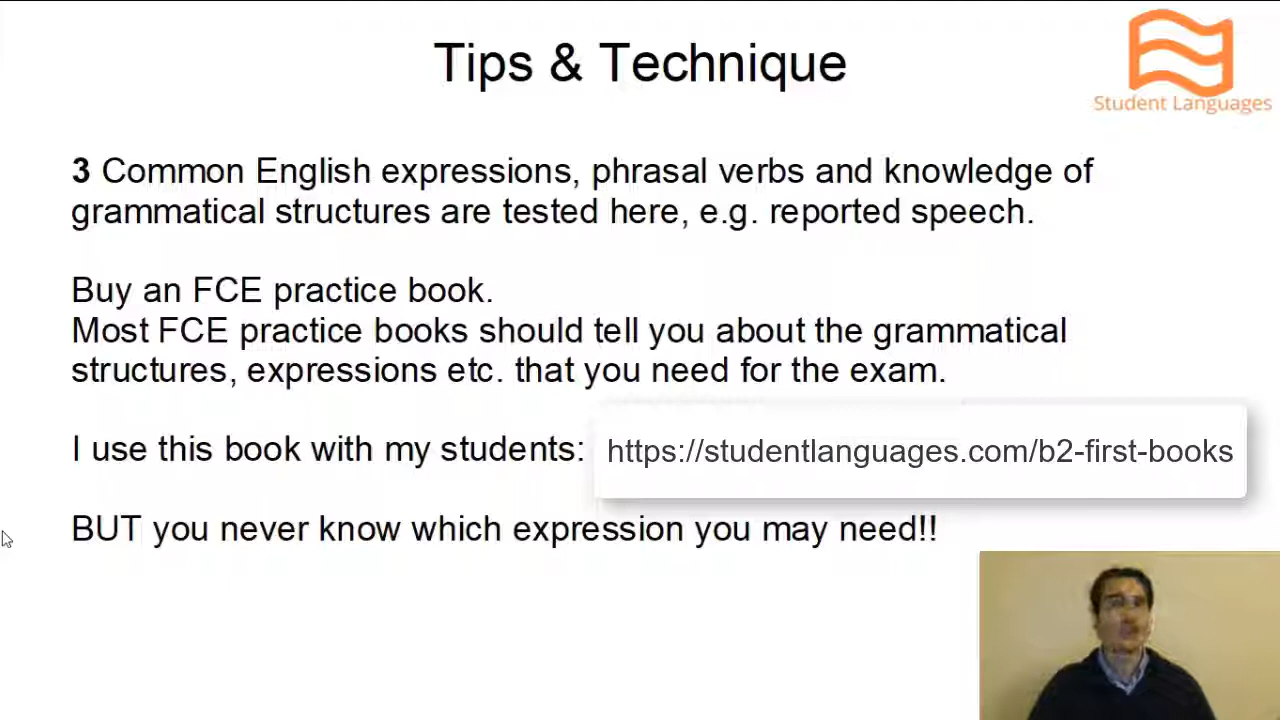 Tips & Technique
Student Languages
3 Common English expressions, phrasal verbs and knowledge of
grammatical structures are tested here, e.g. reported speech.
Buy an FCE practice book.
Most FCE practice books should tell you about the grammatical
structures, expressions etc. that you need for the exam.
I use this book with my students: https://studentlanguages.com/b2-first-books
BUT you never know which expression you may need!!